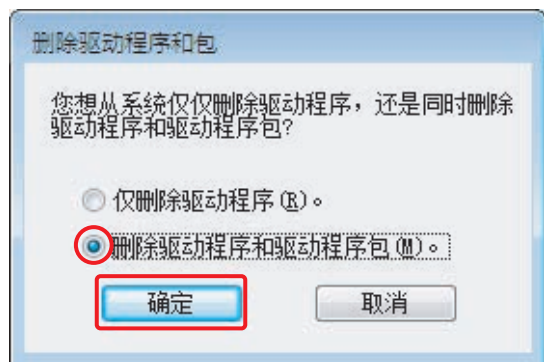 删除驱动程序和包
您想从系统仅仅删除驱动程序，还是同时删除
驱动程序和驱动程序包?
仅删除驱动程序(R)。
删除驱动程序和驱动程序包(M)。
确定 取消